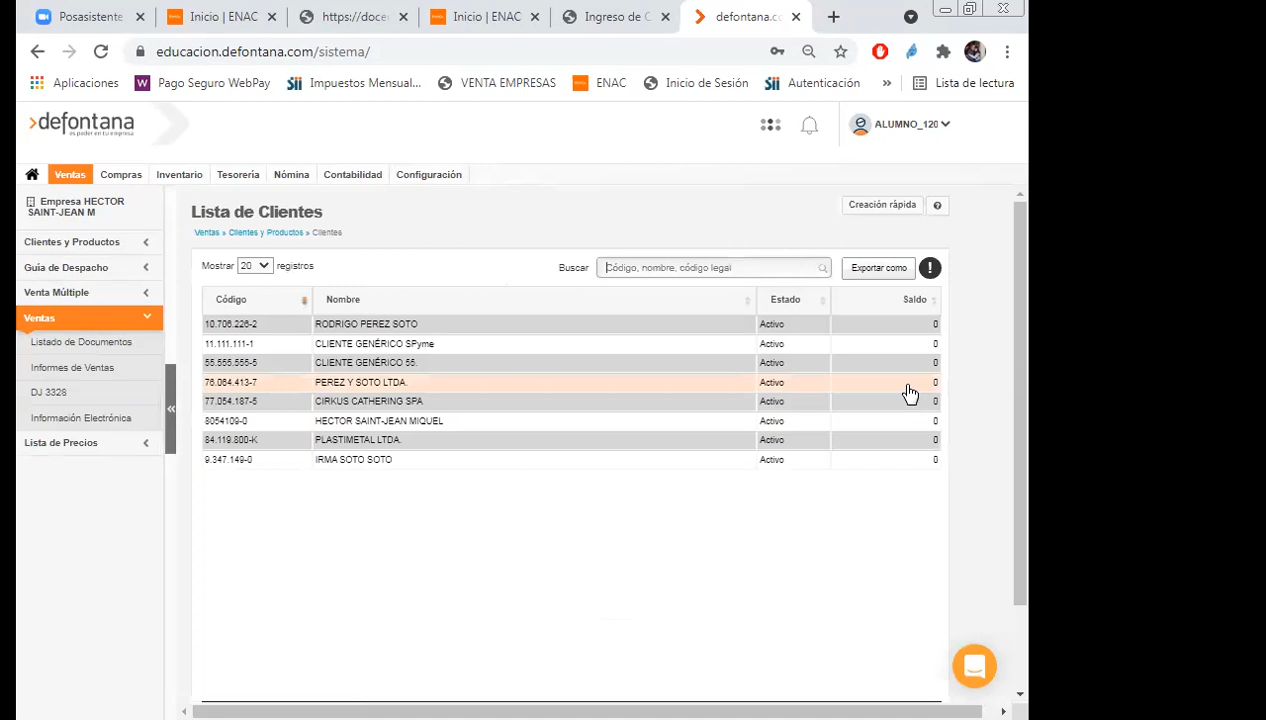 Posasistente
Inicio | ENAC
https://doce
Inicio | ENAC
Ingreso de C
defontana.co
educacion.defontana.com/sistema/
Aplicaciones
W Pago Seguro WebPay
Sii Impuestos Mensual...
VENTA EMPRESAS
ENAC
Inicio de Sesión
Sii Autenticación
»
Lista de lectura
defontana
ALUMNO_120
Ventas
Compras
Inventario
Tesorería
Nómina
Contabilidad
Configuración
Empresa HECTOR
SAINT-JEAN M
Clientes y Productos
Guía de Despacho
Venta Múltiple
Ventas
Listado de Documentos
Informes de Ventas
DJ 3328
Información Electrónica
Lista de Precios
Lista de Clientes
Creación rápida
Ventas » Clientes y Productos » Clientes
Mostrar 20 registros
Buscar Código, nombre, código legal
Exportar como
Código Nombre Estado Saldo
10.706.226-2 RODRIGO PEREZ SOTO Activo 0
11.111.111-1 CLIENTE GENÉRICO SPyme Activo 0
55.555.555-5 CLIENTE GENÉRICO 55. Activo 0
76.064.413-7 PEREZ Y SOTO LTDA. Activo 0
77.054.187-5 CIRKUS CATHERING SPA Activo 0
8054109-0 HECTOR SAINT-JEAN MIQUEL Activo 0
84.119.800-K PLASTIMETAL LTDA. Activo 0
9.347.149-0 IRMA SOTO SOTO Activo 0